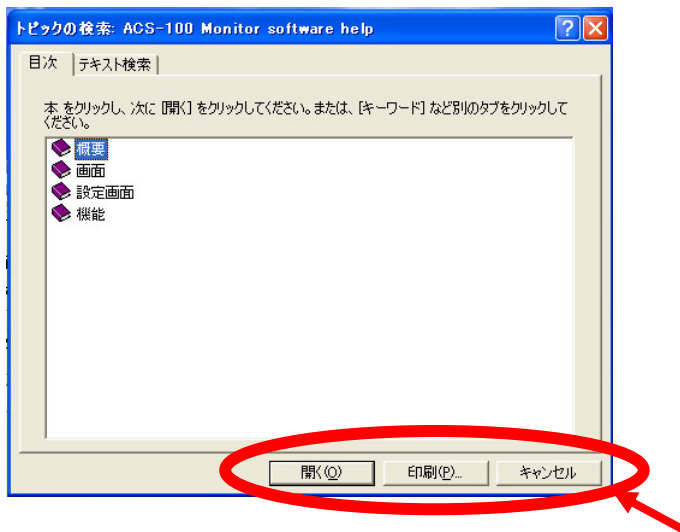 トピックの検索: ACS-100 Monitor software help
目次 テキスト検索
本 をクリックし、次に [開く] をクリックしてください。または、[キーワード] など別のタブをクリックして
ください。
概要
画面
設定画面
機能
開く(O) 印刷(P)... キャンセル